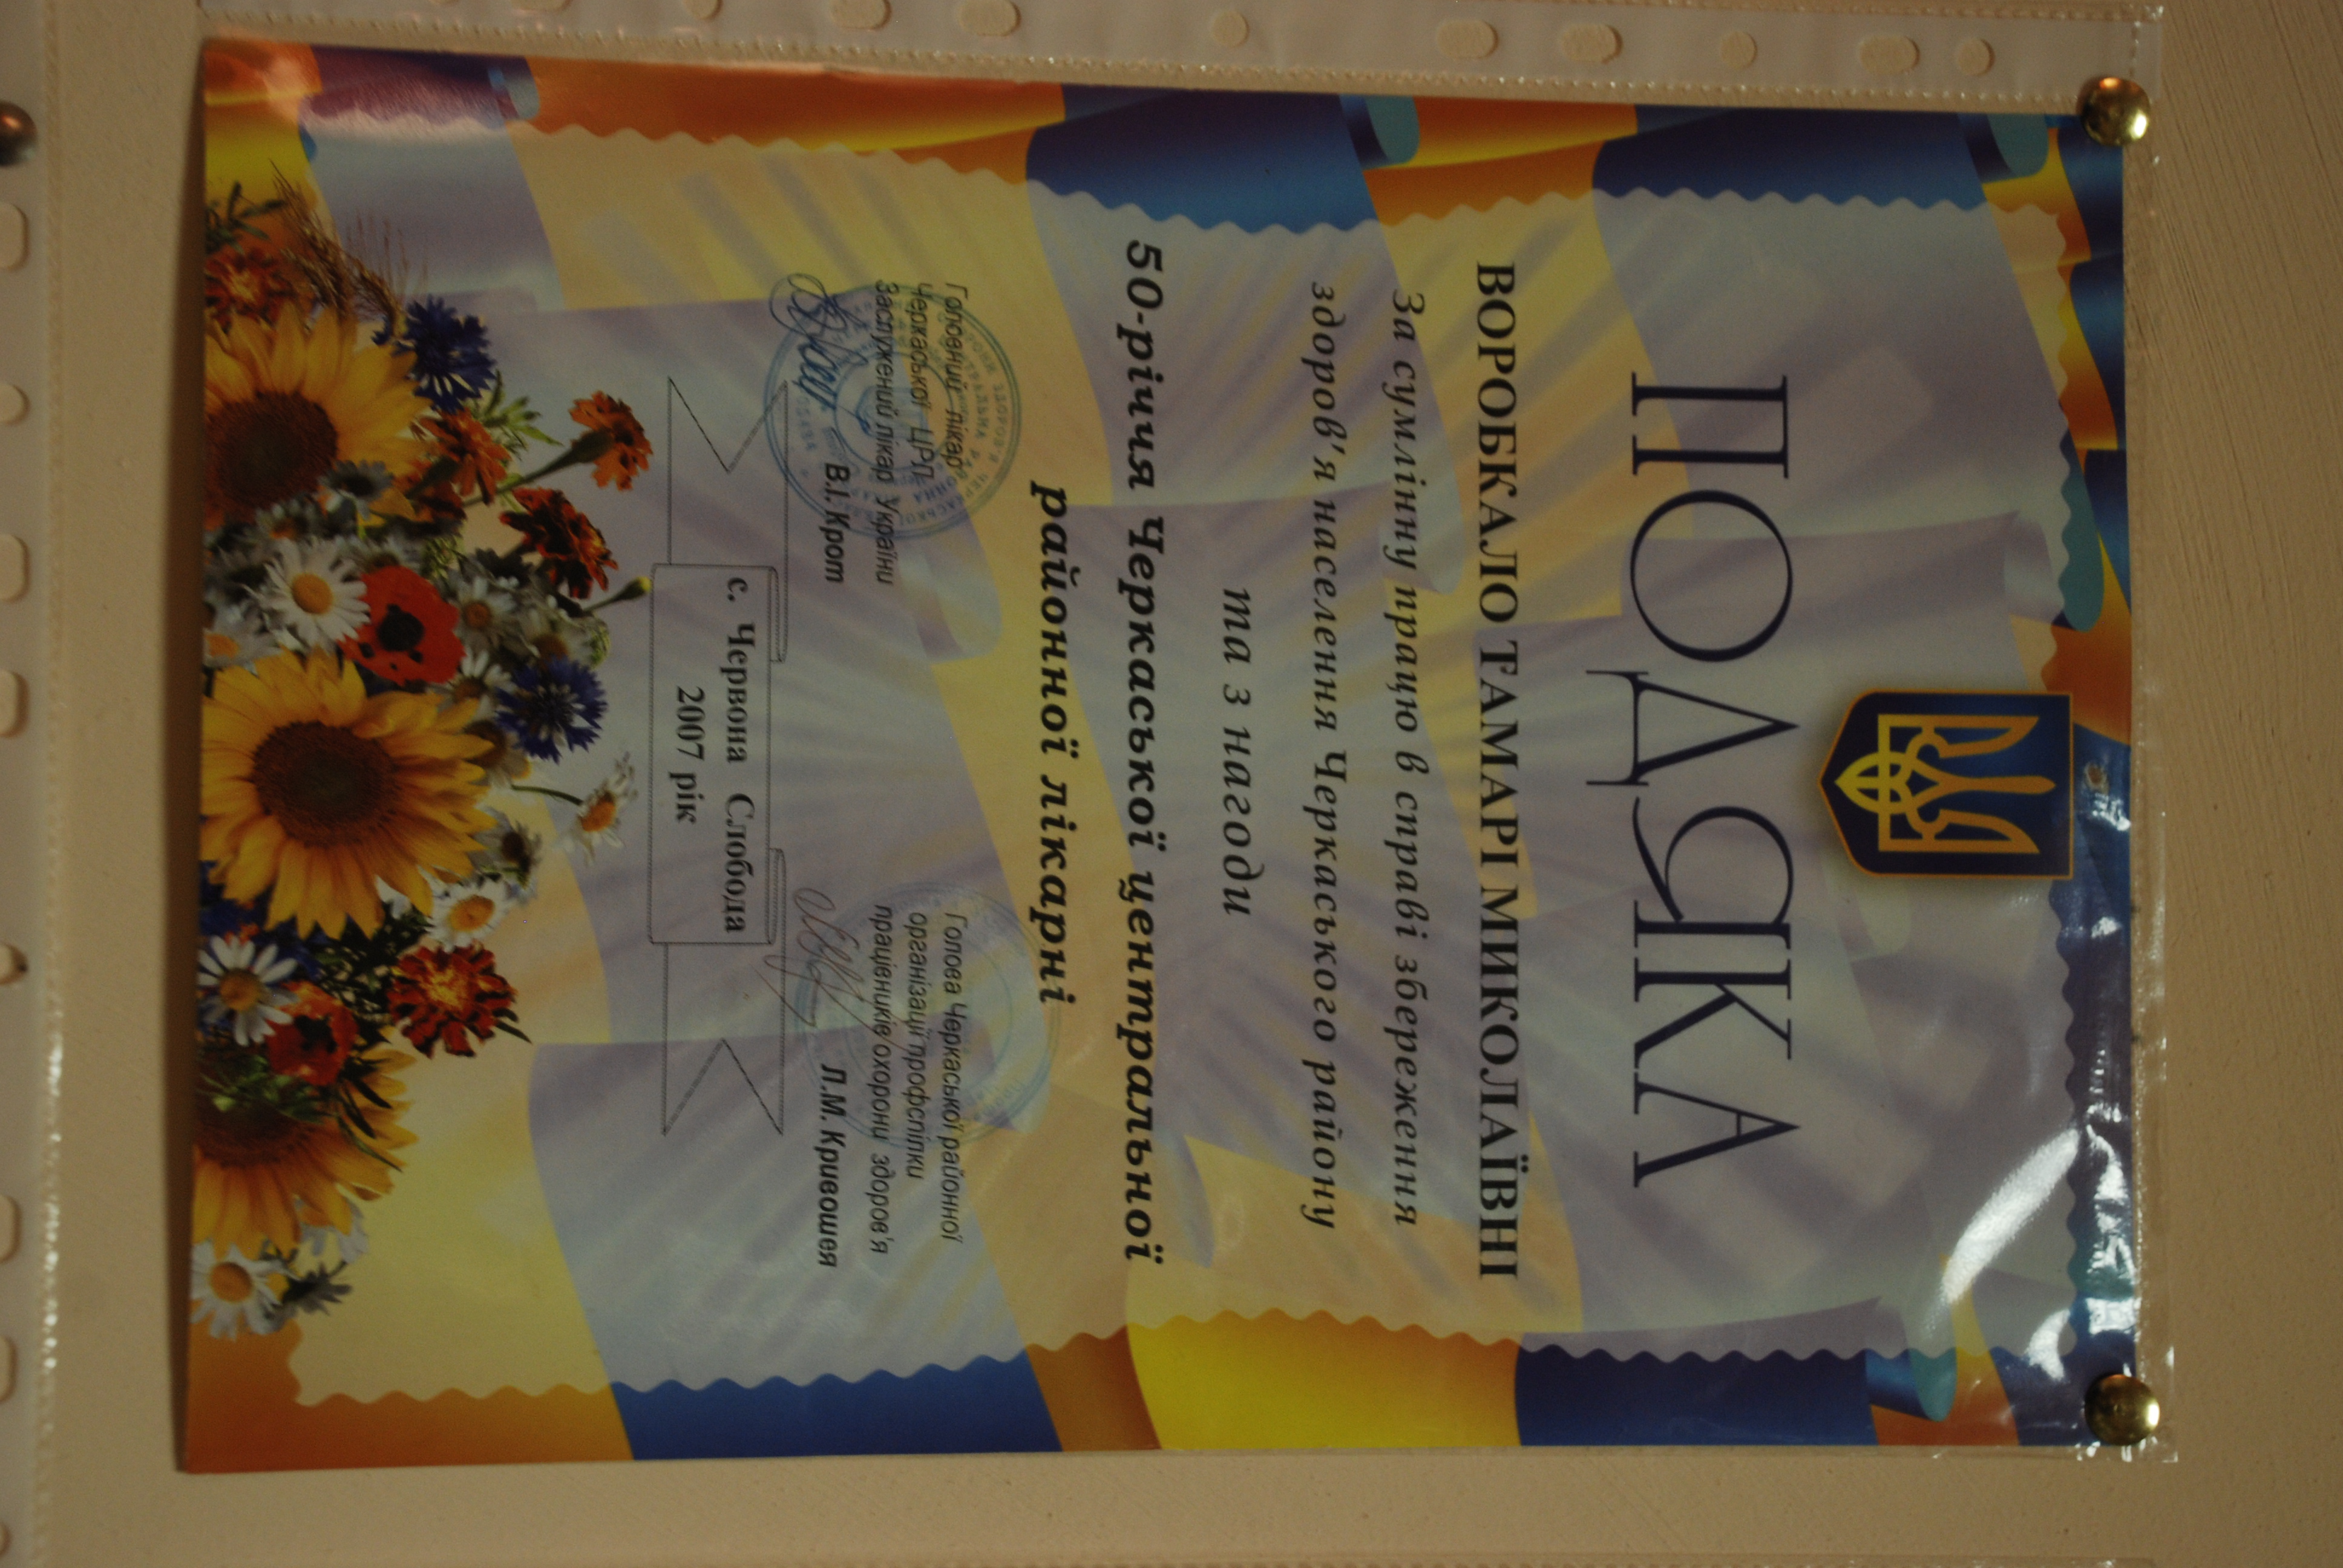 ПОДЯКА
ВОРОБКАЛО ТАМАРІ МИКОЛАЇВНІ
За сумлінну працю в справі збереження
здоров'я населення Черкаського району
та з нагоди
50-річчя Черкаської центральної
районної лікарні
Головний лікар
Черкаської ЦРЛ
Заслужений лікар України
В.І. Крот
Голова Черкаської районної
організації профспілки
працівників охорони здоров'я
Л.М. Кривошея
с. Червона Слобода
2007 рік